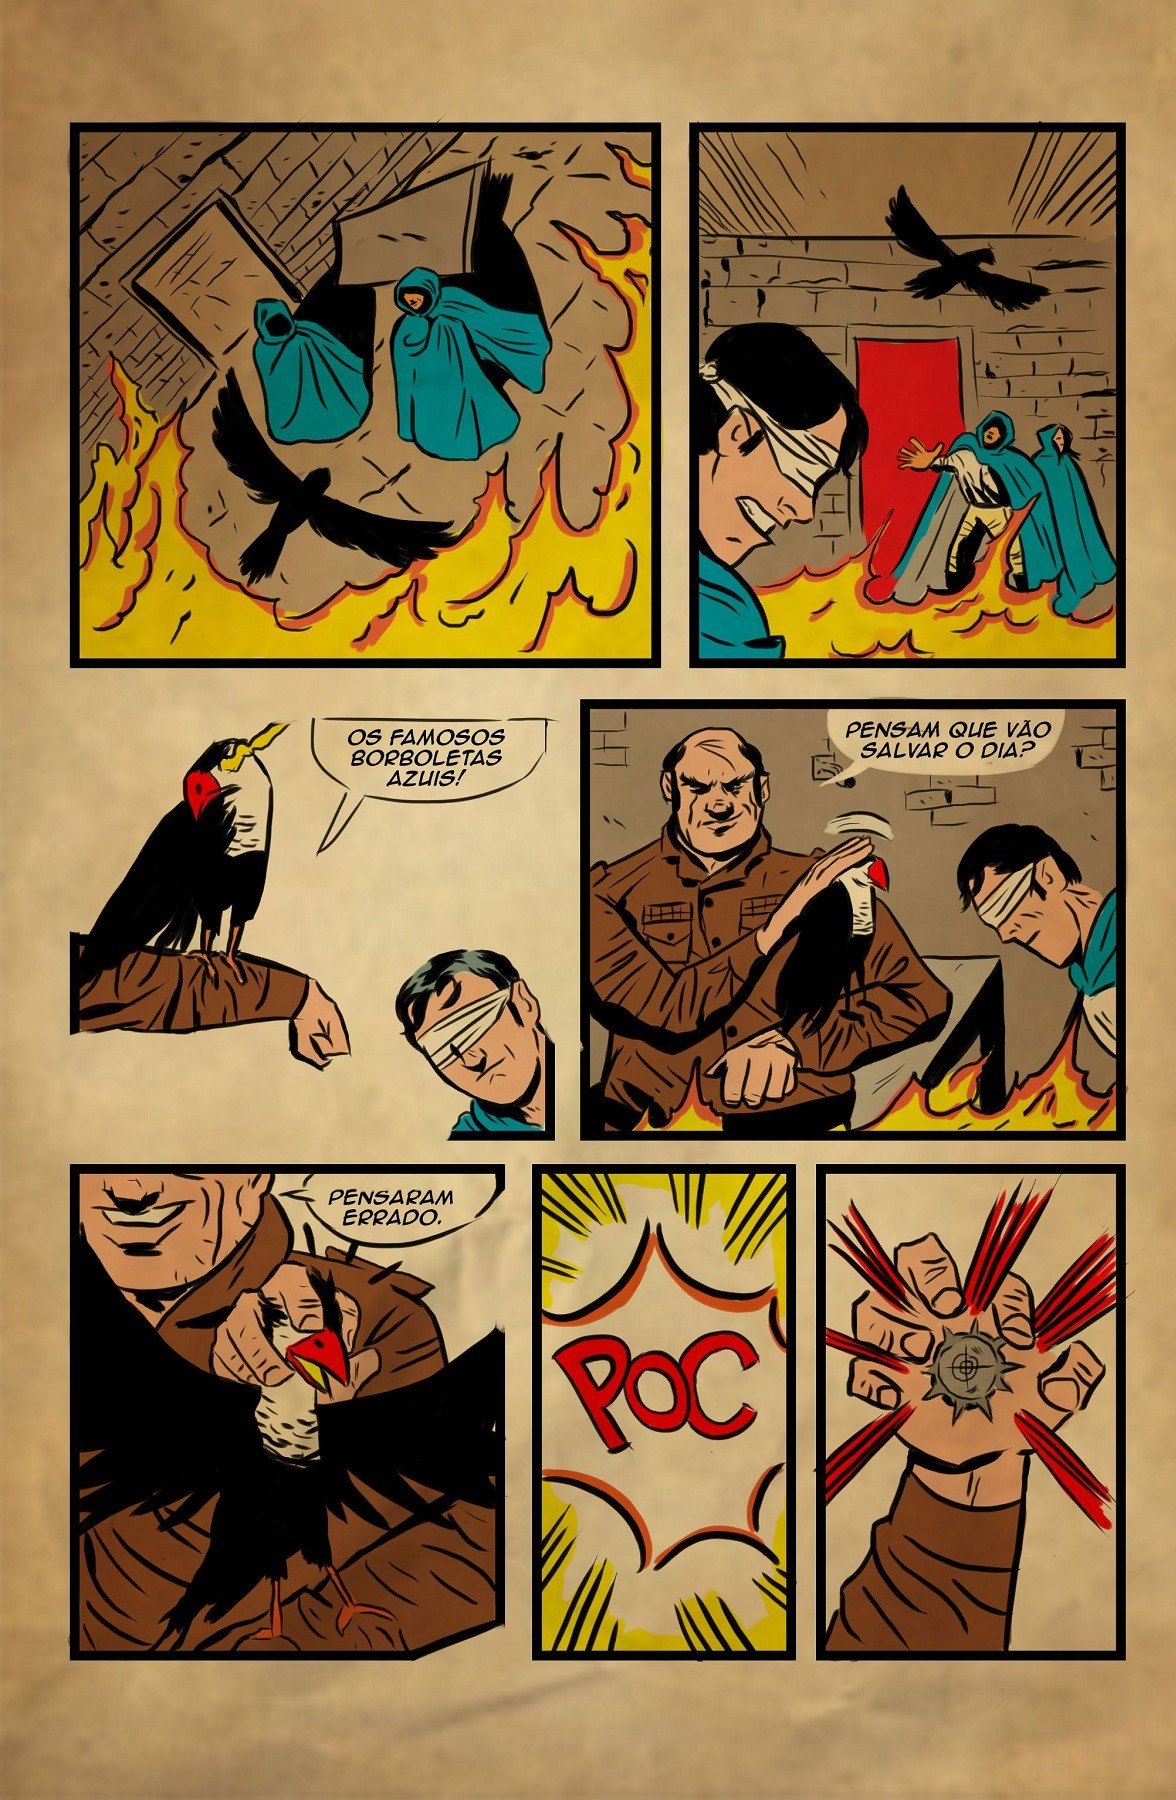 OS FAMOSOS
BORBOLETAS
AZUIS!
PENSAM QUE VÃO
SALVAR O DIA?
PENSARAM
ERRADO.
POC